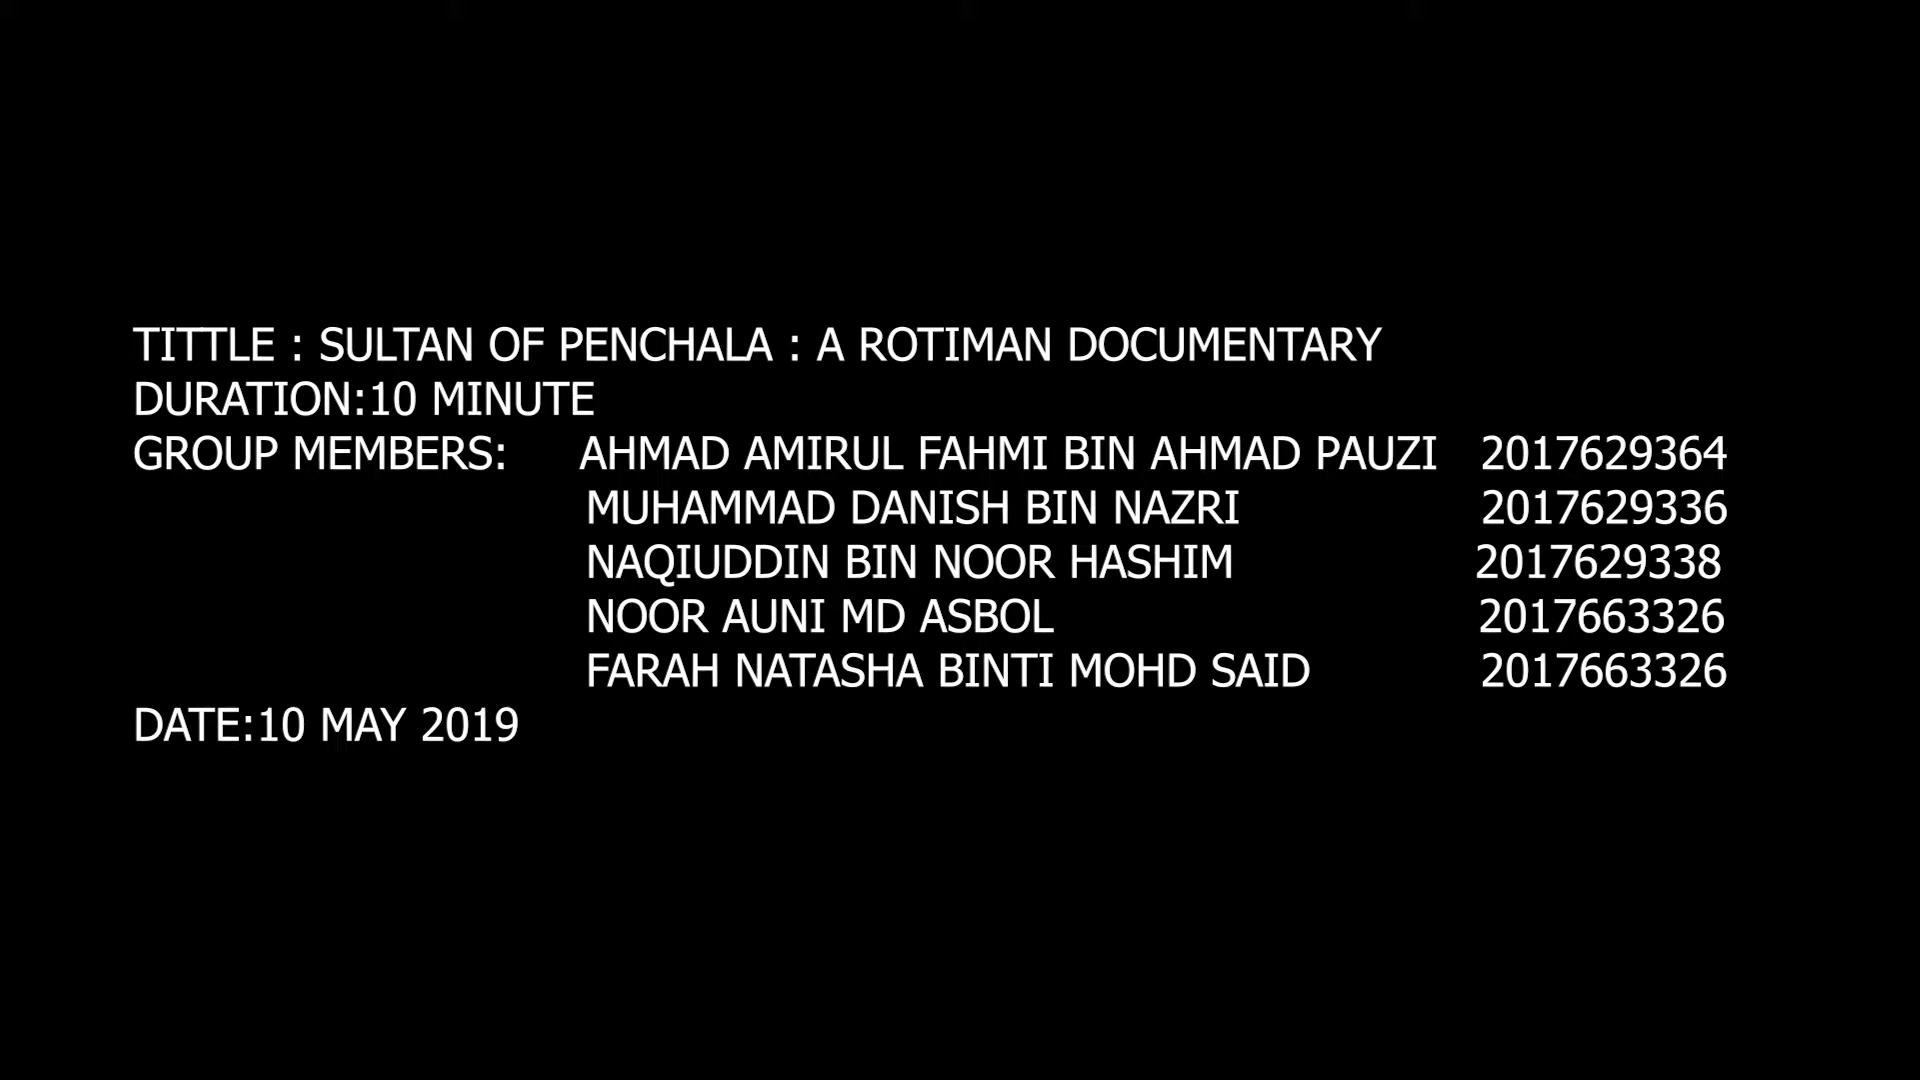 TITTLE : SULTAN OF PENCHALA : A ROTIMAN DOCUMENTARY
DURATION:10 MINUTE
GROUP MEMBERS: AHMAD AMIRUL FAHMI BIN AHMAD PAUZI 2017629364
MUHAMMAD DANISH BIN NAZRI 2017629336
NAQIUDDIN BIN NOOR HASHIM 2017629338
NOOR AUNI MD ASBOL 2017663326
FARAH NATASHA BINTI MOHD SAID 2017663326
DATE:10 MAY 2019